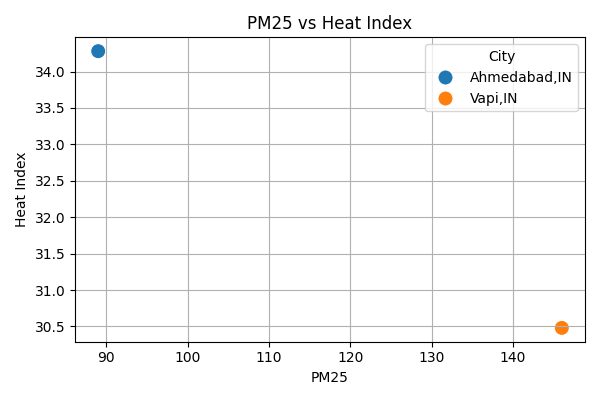 PM25 vs Heat Index
City
Ahmedabad,IN
Vapi,IN
Heat Index
34.0
33.5
33.0
32.5
32.0
31.5
31.0
30.5
90 100 110 120 130 140
PM25